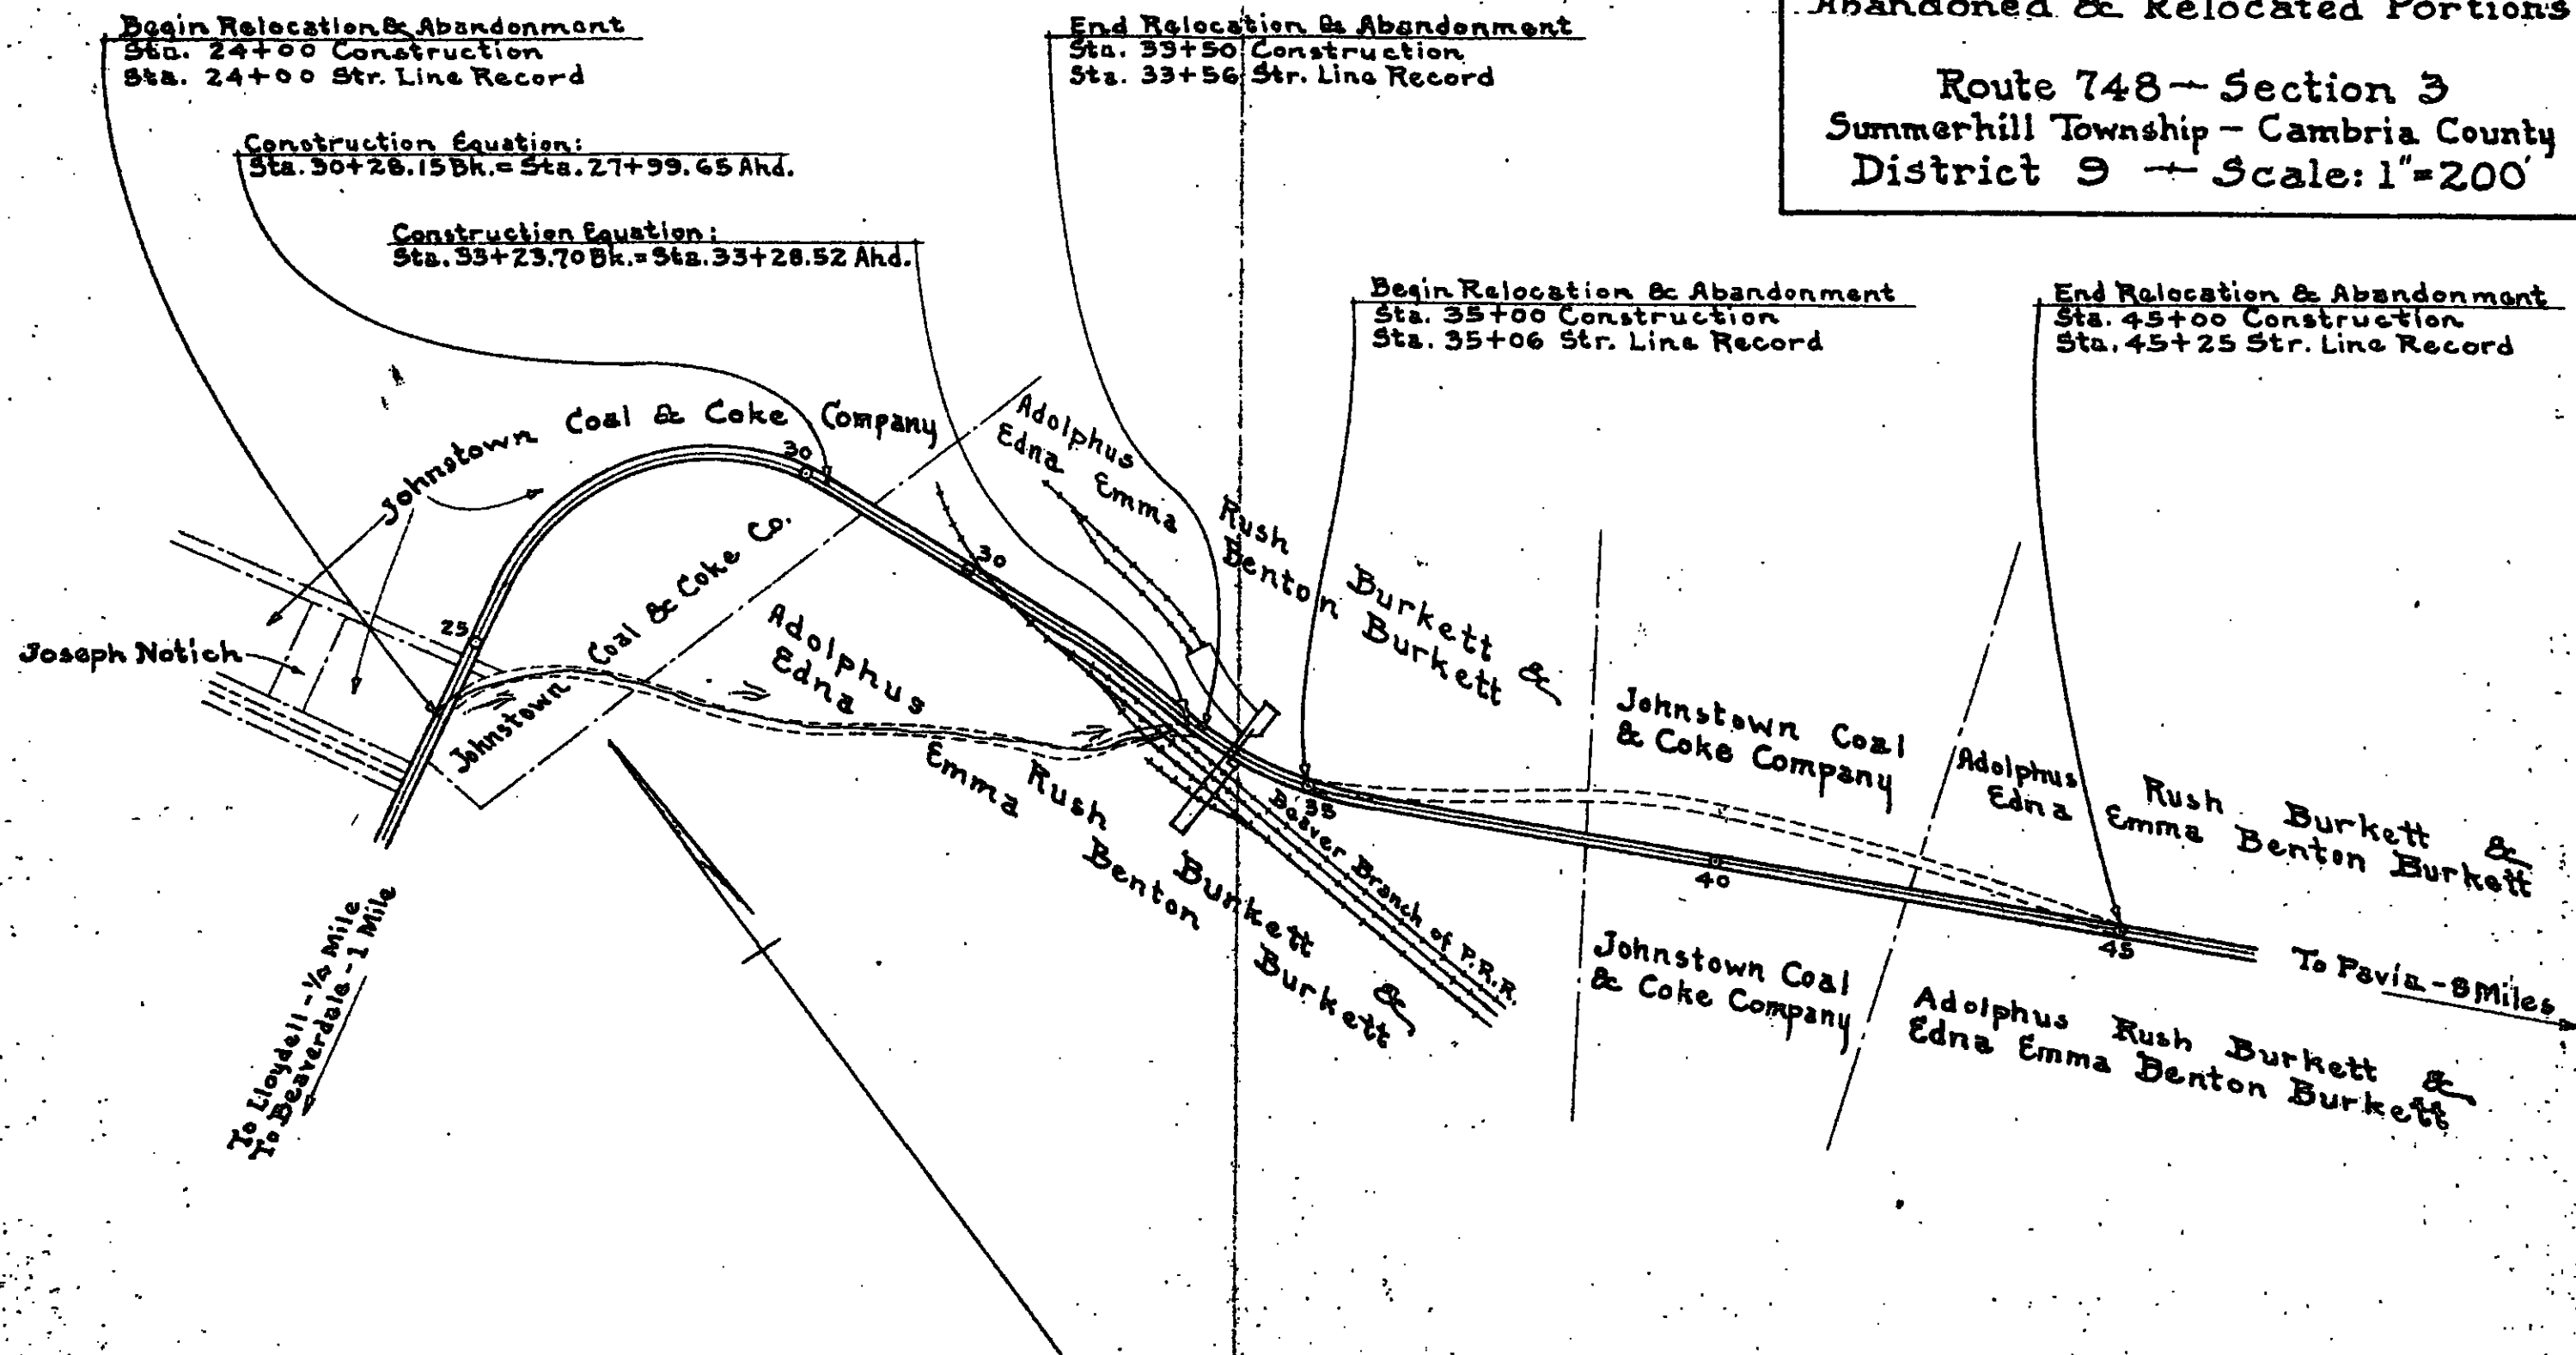 Abandoned & Relocated Portions
Route 748 — Section 3
Summerhill Township — Cambria County
District 9 — Scale: 1"=200'
Begin Relocation & Abandonment
Sta. 24+00 Construction
Sta. 24+00 Str. Line Record
End Relocation & Abandonment
Sta. 33+50 Construction
Sta. 33+56 Str. Line Record
Construction Equation:
Sta. 30+28.15 Bk. = Sta. 27+99.65 Ahd.
Construction Equation:
Sta. 33+23.70 Bk. = Sta. 33+28.52 Ahd.
Begin Relocation & Abandonment
Sta. 35+00 Construction
Sta. 35+06 Str. Line Record
End Relocation & Abandonment
Sta. 45+00 Construction
Sta. 45+25 Str. Line Record
Johnstown Coal & Coke Company
Adolphus Rush Burkett &
Edna Emma Benton Burkett
30
30
25
Joseph Notich
Johnstown Coal & Coke Co.
Adolphus Rush Burkett &
Edna Emma Benton Burkett
Johnstown Coal
& Coke Company
Adolphus Rush Burkett &
Edna Emma Benton Burkett
35
Beaver Branch of P.R.R.
40
45
To Pavia - 8 Miles
Johnstown Coal
& Coke Company
Adolphus Rush Burkett &
Edna Emma Benton Burkett
To Lloydell - 1/4 Mile
To Beaverdale - 1 Mile